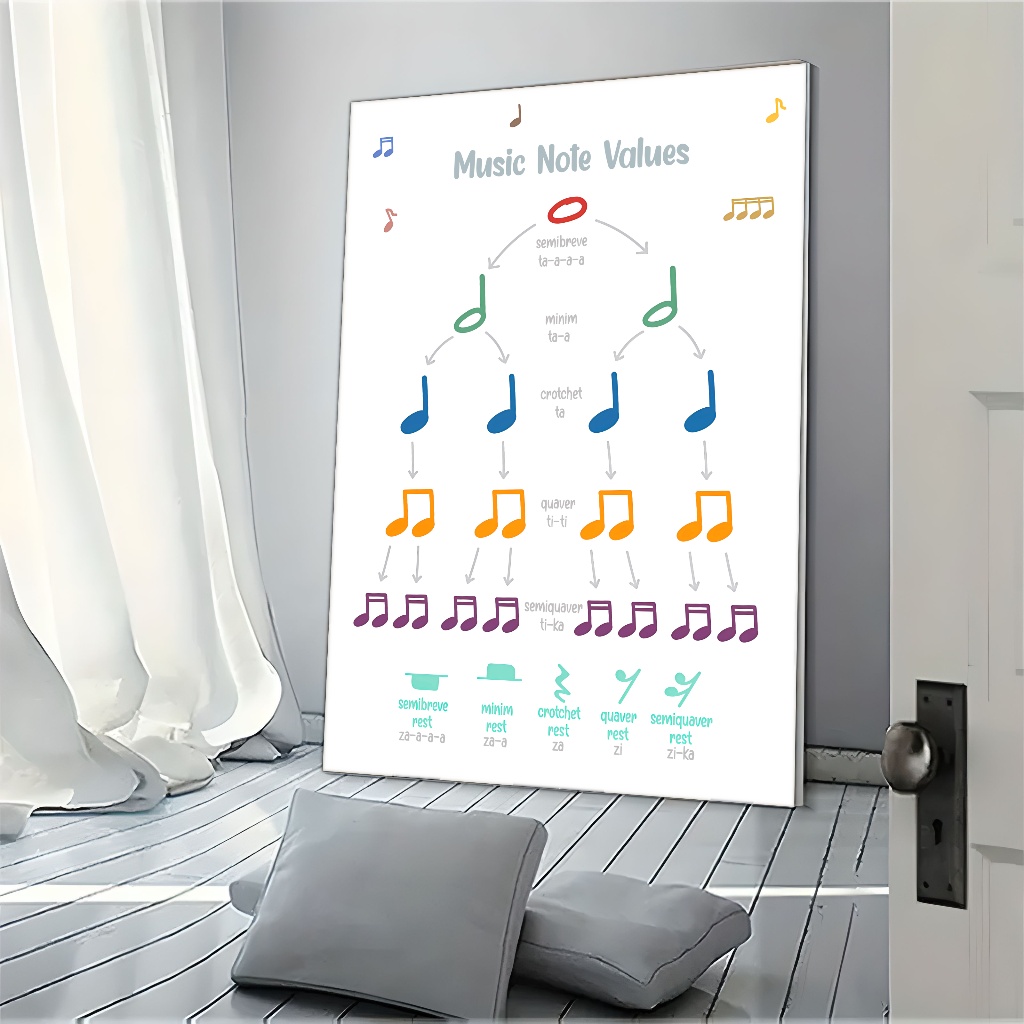 Music Note Values
semibreve
ta-a-a-a
minim
ta-a
crotchet
ta
quaver
ti-ti
semiquaver
ti-ka
semibreve
rest
za-a-a-a
minim
rest
za-a
crotchet
rest
za
quaver
rest
zi
semiquaver
rest
zi-ka